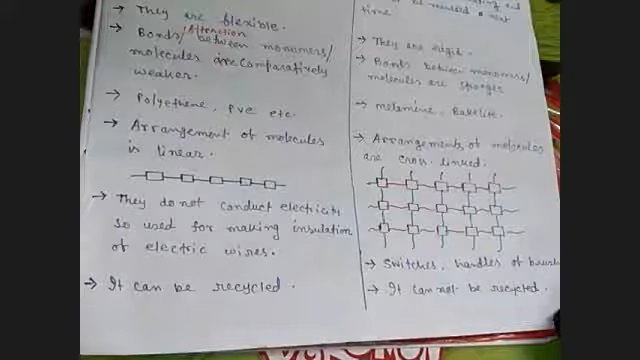 → They are flexible.
→ Bonds/Attraction
between monomers/
molecules are comparatively
weaker.
→ Polyethene, PVC etc.
→ Arrangement of molecules
is linear.
→ They do not conduct electricity
so used for making insulation
of electric wires.
→ It can be recycled.
be reused
time
→ They are rigid.
→ Bonds between monomers/
molecules are stronger
→ melamine, Bakelite.
→ Arrangements of molecules
are cross linked.
→ Switches, handles of
→ It can not be recycled.